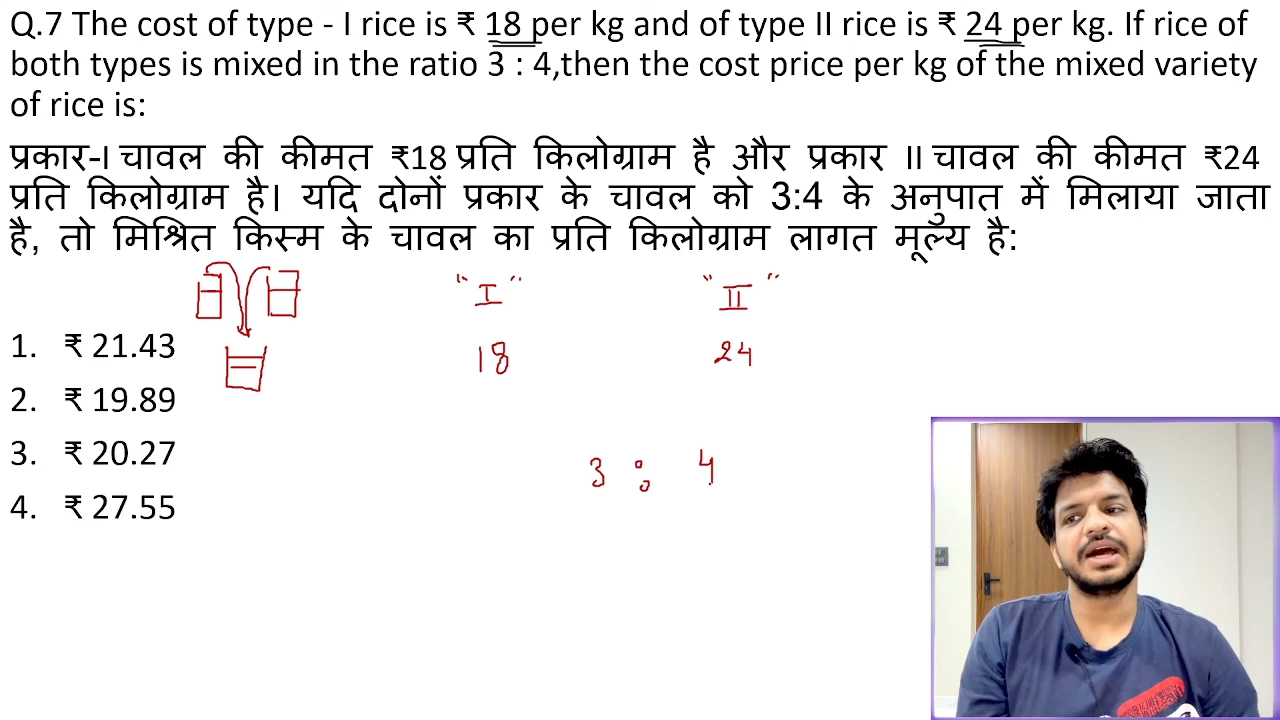 Q.7 The cost of type - I rice is ₹ 18 per kg and of type II rice is ₹ 24 per kg. If rice of
both types is mixed in the ratio 3 : 4,then the cost price per kg of the mixed variety
of rice is:
प्रकार-I चावल की कीमत ₹18 प्रति किलोग्राम है और प्रकार II चावल की कीमत ₹24
प्रति किलोग्राम है। यदि दोनों प्रकार के चावल को 3:4 के अनुपात में मिलाया जाता
है, तो मिश्रित किस्म के चावल का प्रति किलोग्राम लागत मूल्य है:
"I" "II"
1. ₹ 21.43
18 24
2. ₹ 19.89
3. ₹ 20.27
3 : 4
4. ₹ 27.55